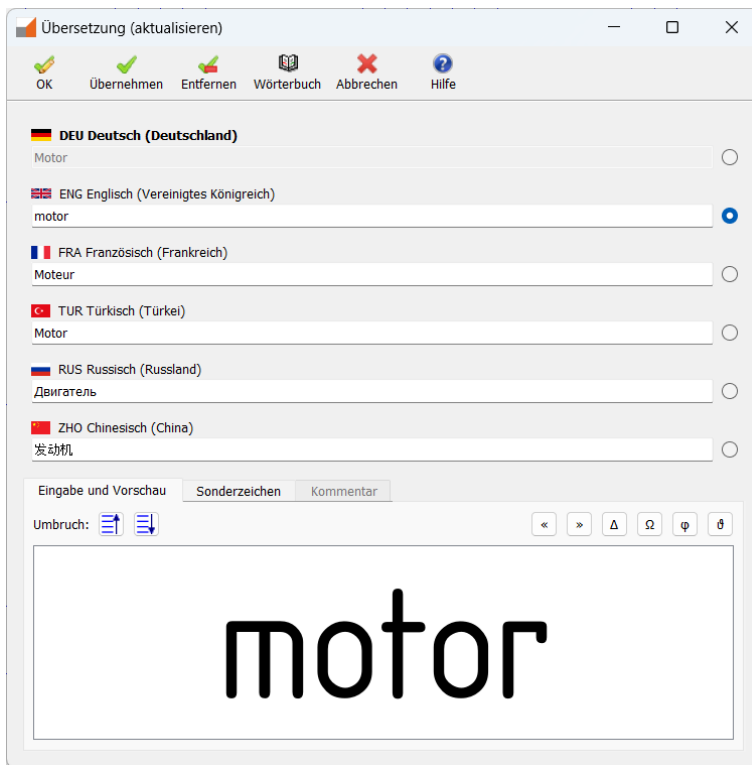 Übersetzung (aktualisieren)
OK Übernehmen Entfernen Wörterbuch Abbrechen Hilfe
DEU Deutsch (Deutschland)
Motor
ENG Englisch (Vereinigtes Königreich)
motor
FRA Französisch (Frankreich)
Moteur
TUR Türkisch (Türkei)
Motor
RUS Russisch (Russland)
Двигатель
ZHO Chinesisch (China)
发动机
Eingabe und Vorschau Sonderzeichen Kommentar
Umbruch: « » Δ Ω φ ϑ
motor